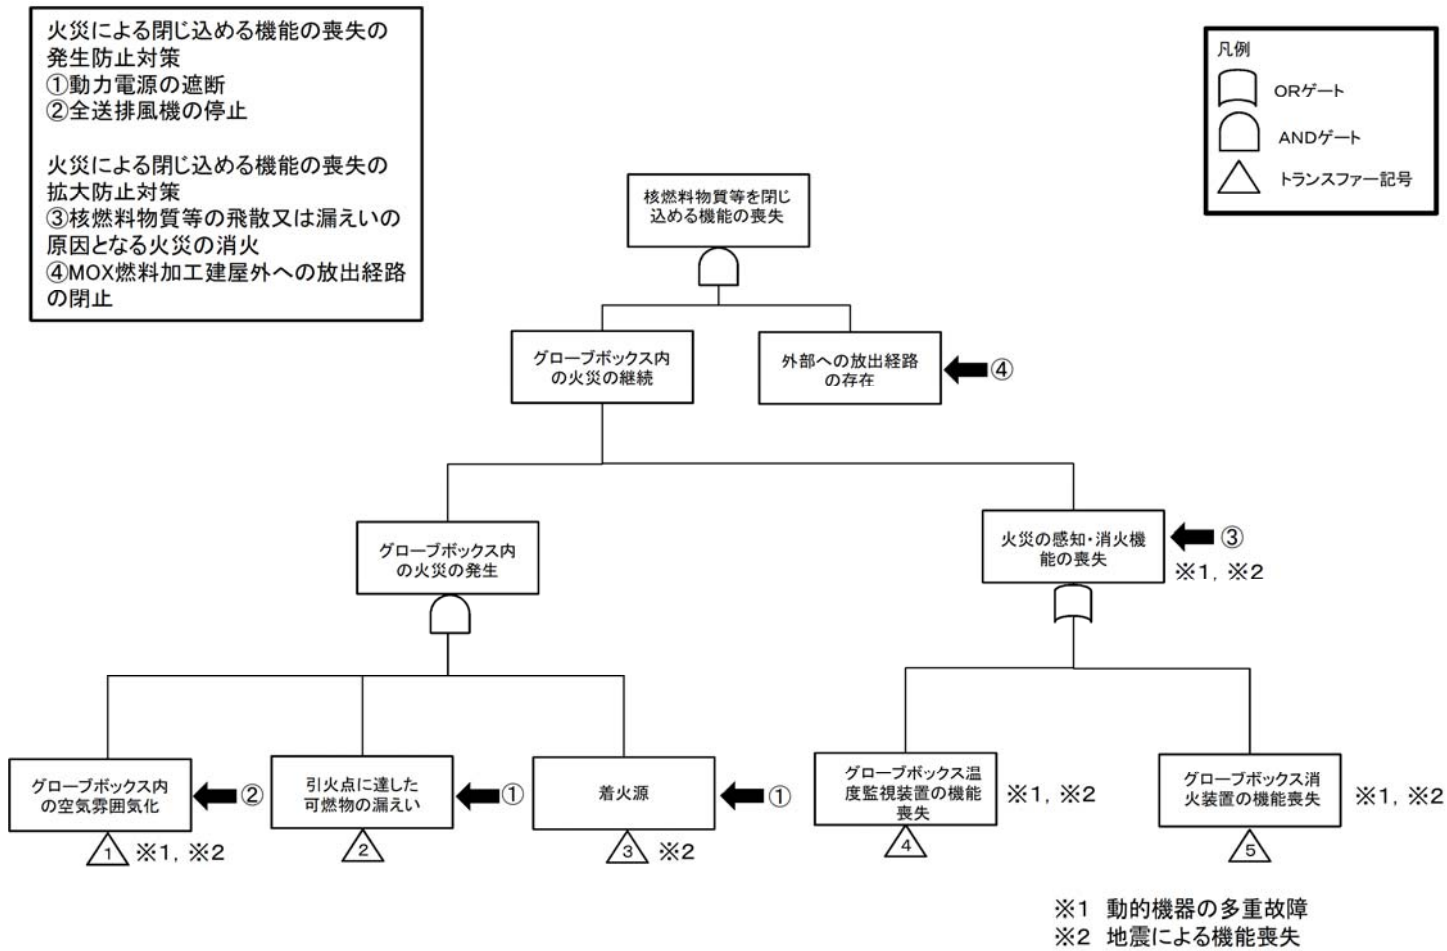 火災による閉じ込める機能の喪失の
発生防止対策
①動力電源の遮断
②全送排風機の停止
火災による閉じ込める機能の喪失の
拡大防止対策
③核燃料物質等の飛散又は漏えいの
原因となる火災の消火
④MOX燃料加工建屋外への放出経路
の閉止
凡例
ORゲート
ANDゲート
トランスファー記号
核燃料物質等を閉じ
込める機能の喪失
グローブボックス内
の火災の継続
外部への放出経路
の存在
④
グローブボックス内
の火災の発生
火災の感知・消火機
能の喪失
③
※1, ※2
グローブボックス内
の空気雰囲気化
②
1
※1, ※2
引火点に達した
可燃物の漏えい
①
2
着火源
①
3
※2
グローブボックス温
度監視装置の機能
喪失
※1, ※2
4
グローブボックス消
火装置の機能喪失
※1, ※2
5
※1 動的機器の多重故障
※2 地震による機能喪失